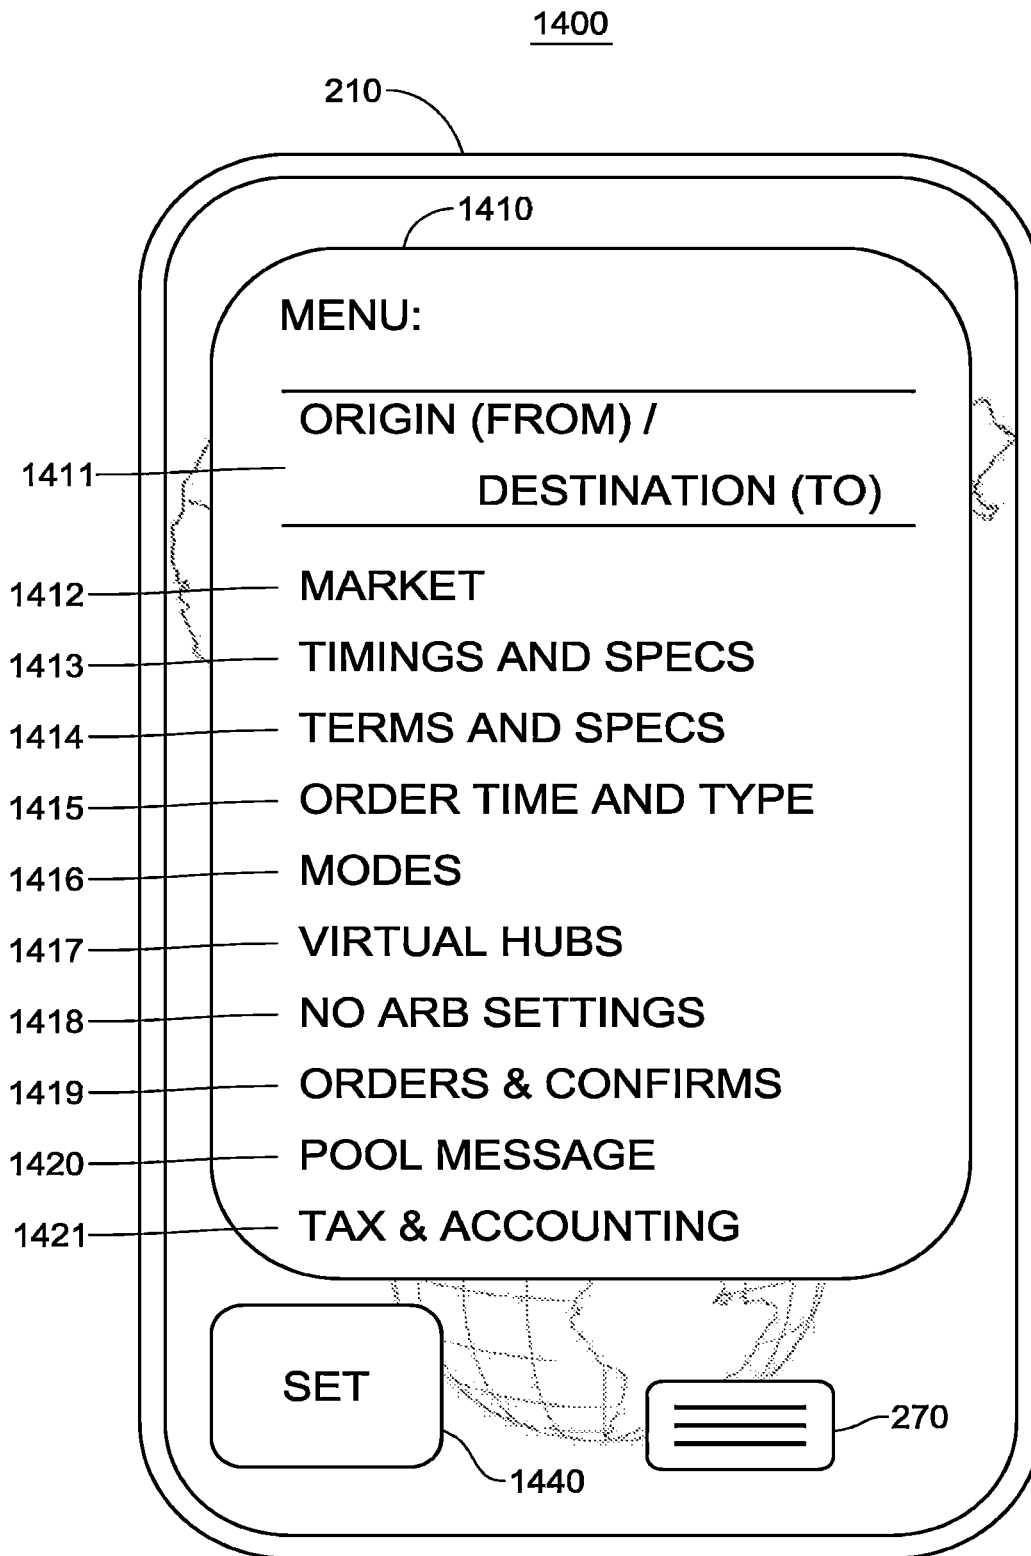 1400
210
1410
MENU:
ORIGIN (FROM) /
1411
DESTINATION (TO)
1412 MARKET
1413 TIMINGS AND SPECS
1414 TERMS AND SPECS
1415 ORDER TIME AND TYPE
1416 MODES
1417 VIRTUAL HUBS
1418 NO ARB SETTINGS
1419 ORDERS & CONFIRMS
1420 POOL MESSAGE
1421 TAX & ACCOUNTING
SET
270
1440